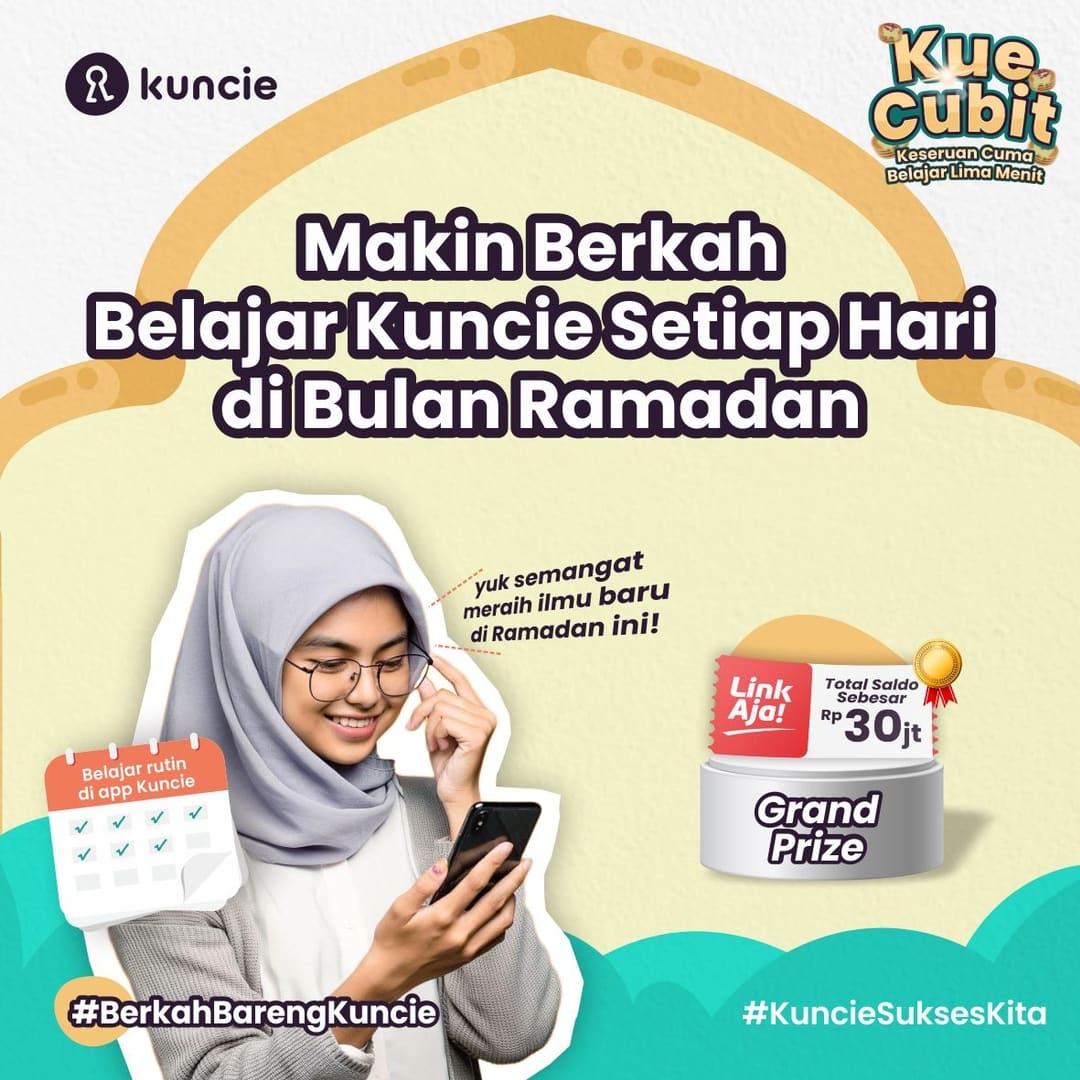 kuncie
Kue
Cubit
Keseruan Cuma
Belajar Lima Menit
Makin Berkah
Belajar Kuncie Setiap Hari
di Bulan Ramadan
yuk semangat
meraih ilmu baru
di Ramadan ini!
Link
Aja!
Total Saldo
Sebesar
Rp 30jt
Grand
Prize
Belajar rutin
di app Kuncie
#BerkahBarengKuncie
#KuncieSuksesKita